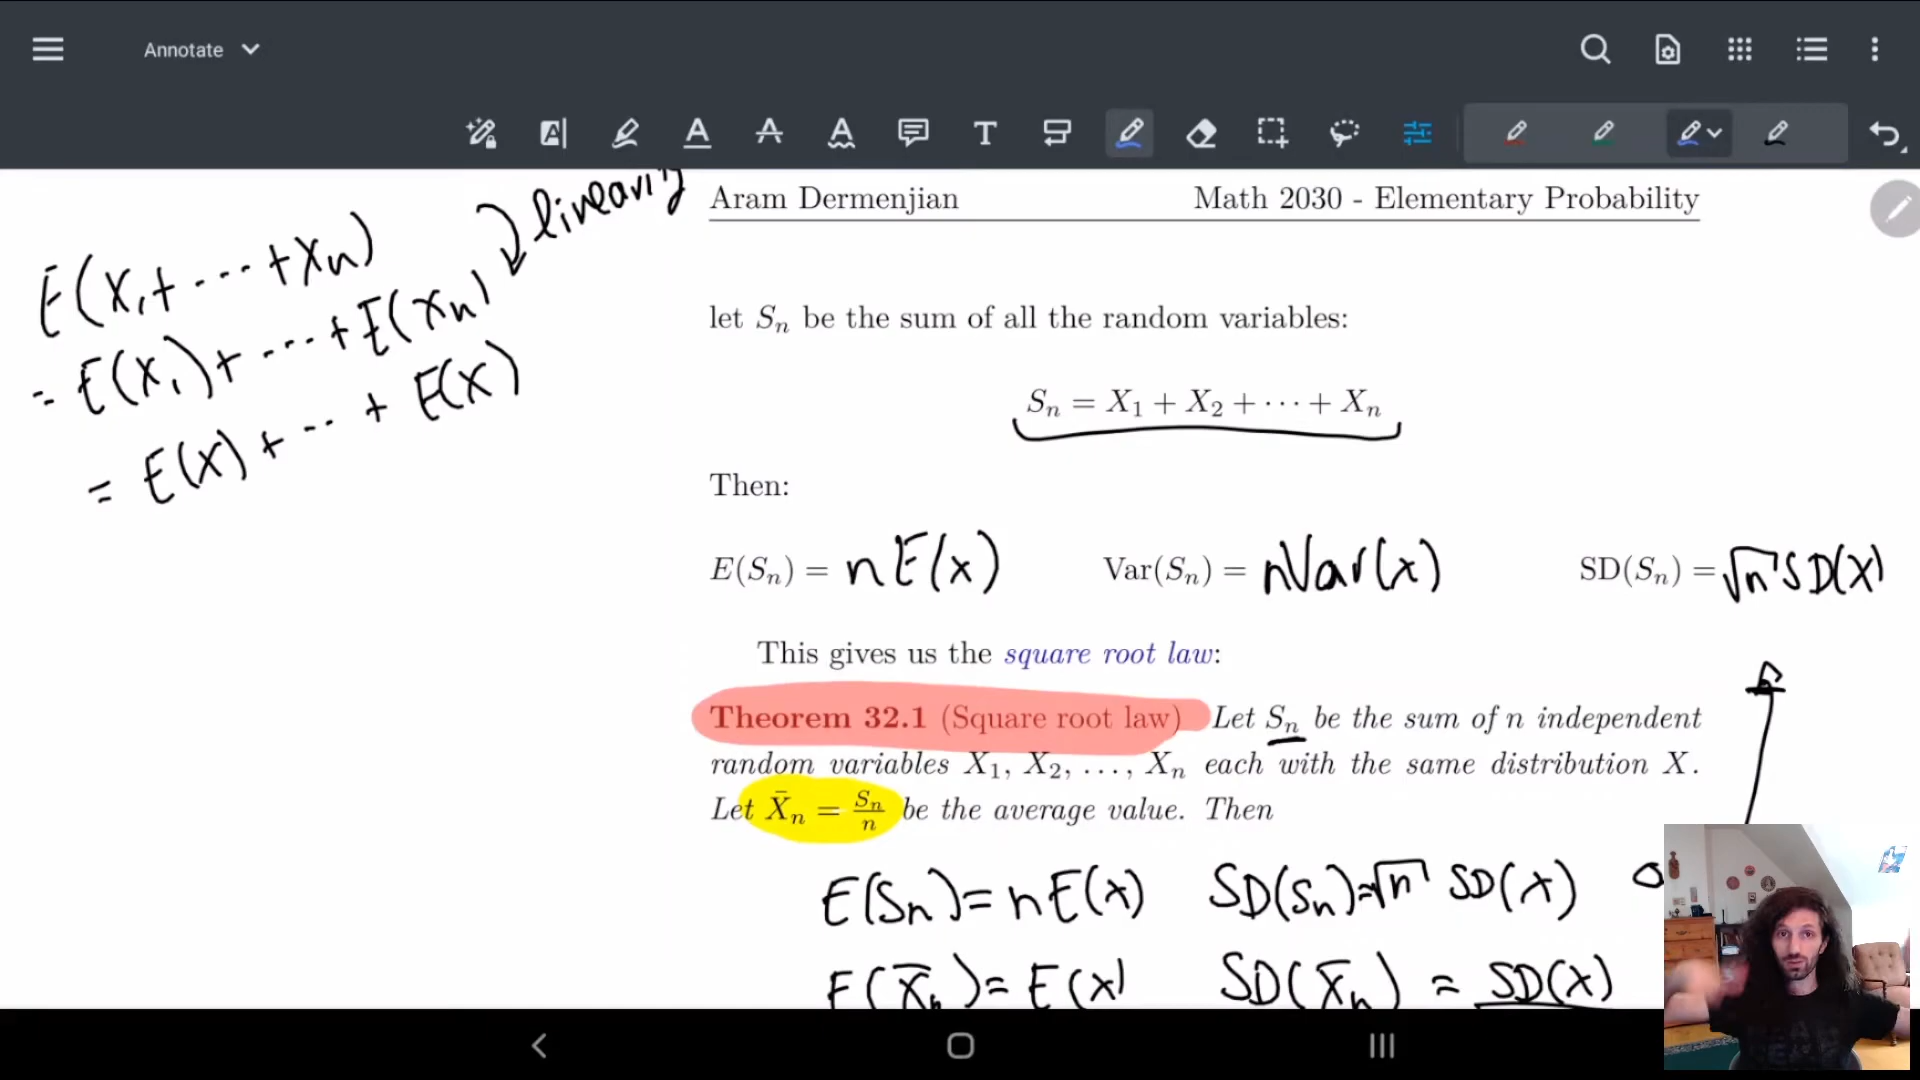 Annotate
Aram Dermenjian Math 2030 - Elementary Probability
linearity
E(X₁+···+Xn)
= E(X₁)+···+E(Xn)
= E(X)+···+E(X)
let Sₙ be the sum of all the random variables:
Sₙ = X₁ + X₂ + ··· + Xₙ
Then:
E(Sₙ) = nE(x) Var(Sₙ) = nVar(x) SD(Sₙ) = √n SD(X)
This gives us the square root law:
Theorem 32.1 (Square root law) Let Sₙ be the sum of n independent
random variables X₁, X₂, ..., Xₙ each with the same distribution X.
Let X̄ₙ = Sₙ/n be the average value. Then
E(Sn)= nE(x) SD(Sn)=√n SD(X)
E(X̄n)= E(x) SD(X̄n) = SD(X)